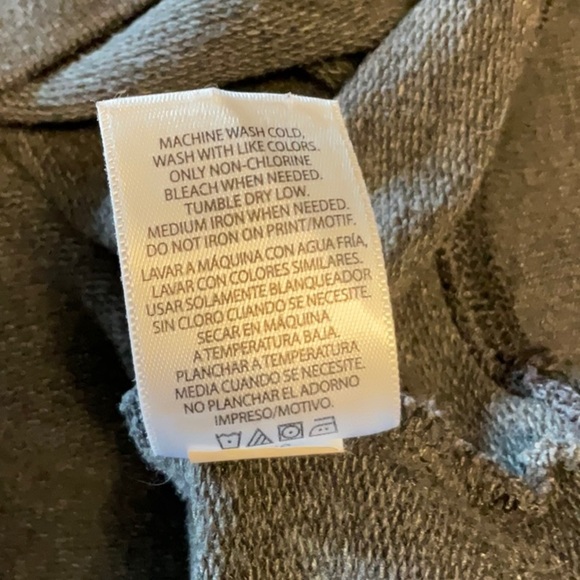 MACHINE WASH COLD,
WASH WITH LIKE COLORS.
ONLY NON-CHLORINE
BLEACH WHEN NEEDED.
TUMBLE DRY LOW.
MEDIUM IRON WHEN NEEDED.
DO NOT IRON ON PRINT/MOTIF.
LAVAR A MÁQUINA CON AGUA FRÍA,
LAVAR CON COLORES SIMILARES.
USAR SOLAMENTE BLANQUEADOR
SIN CLORO CUANDO SE NECESITE.
SECAR EN MÁQUINA
A TEMPERATURA BAJA.
PLANCHAR A TEMPERATURA
MEDIA CUANDO SE NECESITE.
NO PLANCHAR EL ADORNO
IMPRESO/MOTIVO.